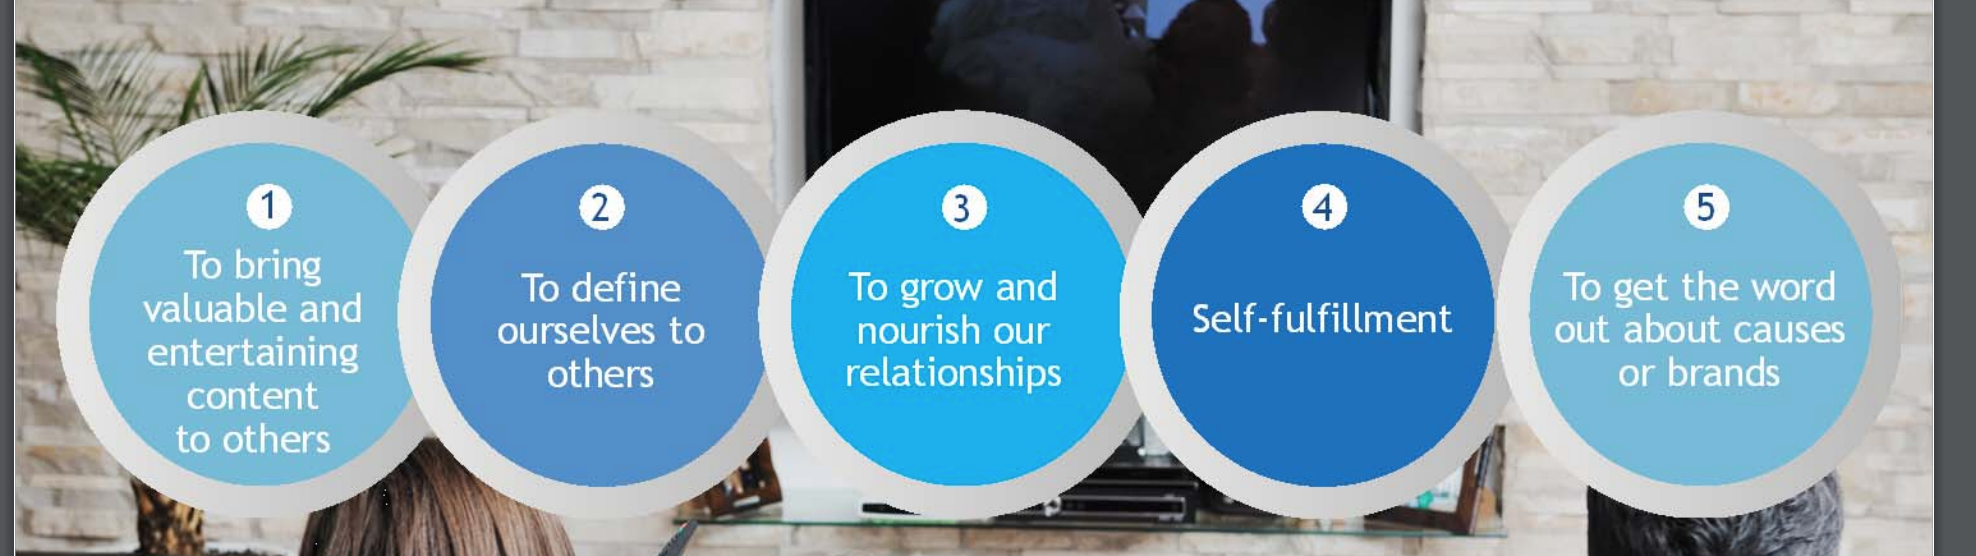 1
To bring
valuable and
entertaining
content
to others
2
To define
ourselves to
others
3
To grow and
nourish our
relationships
4
Self-fulfillment
5
To get the word
out about causes
or brands